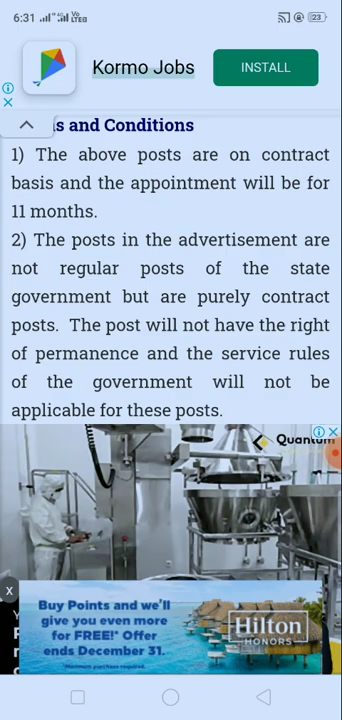 6:31
23
Kormo Jobs
INSTALL
s and Conditions
1) The above posts are on contract
basis and the appointment will be for
11 months.
2) The posts in the advertisement are
not regular posts of the state
government but are purely contract
posts. The post will not have the right
of permanence and the service rules
of the government will not be
applicable for these posts.
Quantum
X
Buy Points and we'll
give you even more
for FREE!* Offer
ends December 31.
*Minimum purchase required.
Hilton
HONORS